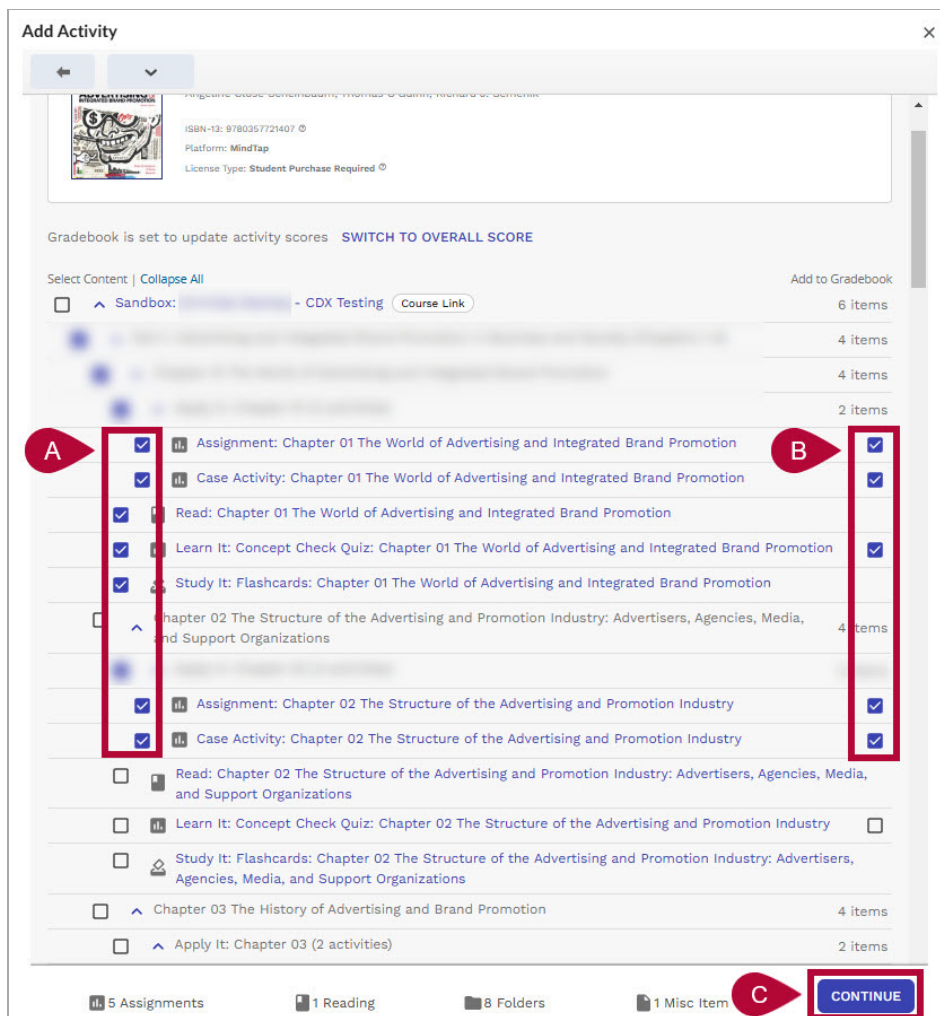 Add Activity
ADVERTISING
INTEGRATED BRAND PROMOTION
Angeline Close Scheinbaum, Thomas O'Guinn, Richard J. Semenik
ISBN-13: 9780357721407
Platform: MindTap
License Type: Student Purchase Required
Gradebook is set to update activity scores SWITCH TO OVERALL SCORE
Select Content | Collapse All Add to Gradebook
Sandbox: - CDX Testing Course Link 6 items
4 items
4 items
2 items
A Assignment: Chapter 01 The World of Advertising and Integrated Brand Promotion B
Case Activity: Chapter 01 The World of Advertising and Integrated Brand Promotion
Read: Chapter 01 The World of Advertising and Integrated Brand Promotion
Learn It: Concept Check Quiz: Chapter 01 The World of Advertising and Integrated Brand Promotion
Study It: Flashcards: Chapter 01 The World of Advertising and Integrated Brand Promotion
Chapter 02 The Structure of the Advertising and Promotion Industry: Advertisers, Agencies, Media,
and Support Organizations 4 items
Assignment: Chapter 02 The Structure of the Advertising and Promotion Industry
Case Activity: Chapter 02 The Structure of the Advertising and Promotion Industry
Read: Chapter 02 The Structure of the Advertising and Promotion Industry: Advertisers, Agencies, Media,
and Support Organizations
Learn It: Concept Check Quiz: Chapter 02 The Structure of the Advertising and Promotion Industry
Study It: Flashcards: Chapter 02 The Structure of the Advertising and Promotion Industry: Advertisers,
Agencies, Media, and Support Organizations
Chapter 03 The History of Advertising and Brand Promotion 4 items
Apply It: Chapter 03 (2 activities) 2 items
5 Assignments 1 Reading 8 Folders 1 Misc Item C CONTINUE